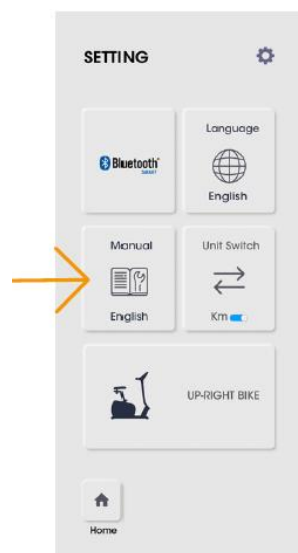 SETTING
Bluetooth®
SMART
Language
English
Manual
English
Unit Switch
Km
UP-RIGHT BIKE
Home